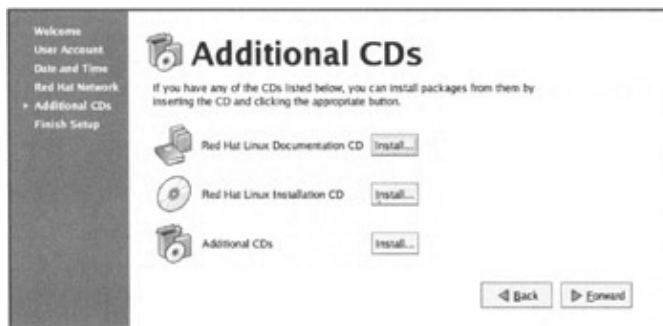 Welcome
User Account
Date and Time
Red Hat Network
Additional CDs
Finish Setup
Additional CDs
If you have any of the CDs listed below, you can install packages from them by
inserting the CD and clicking the appropriate button.
Red Hat Linux Documentation CD Install...
Red Hat Linux Installation CD Install...
Additional CDs Install...
Back Forward